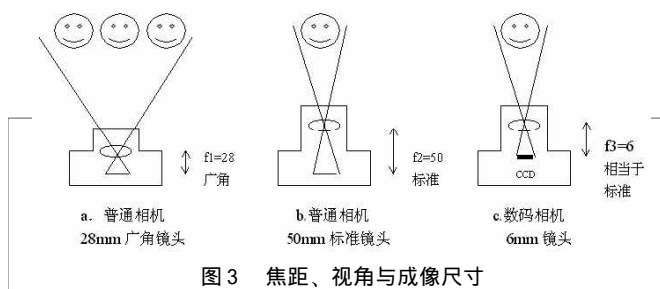 f1=28
广角
f2=50
标准
f3=6
相当于
标准
CCD
a. 普通相机
28mm 广角镜头
b.普通相机
50mm 标准镜头
c.数码相机
6mm 镜头
图 3 焦距、视角与成像尺寸